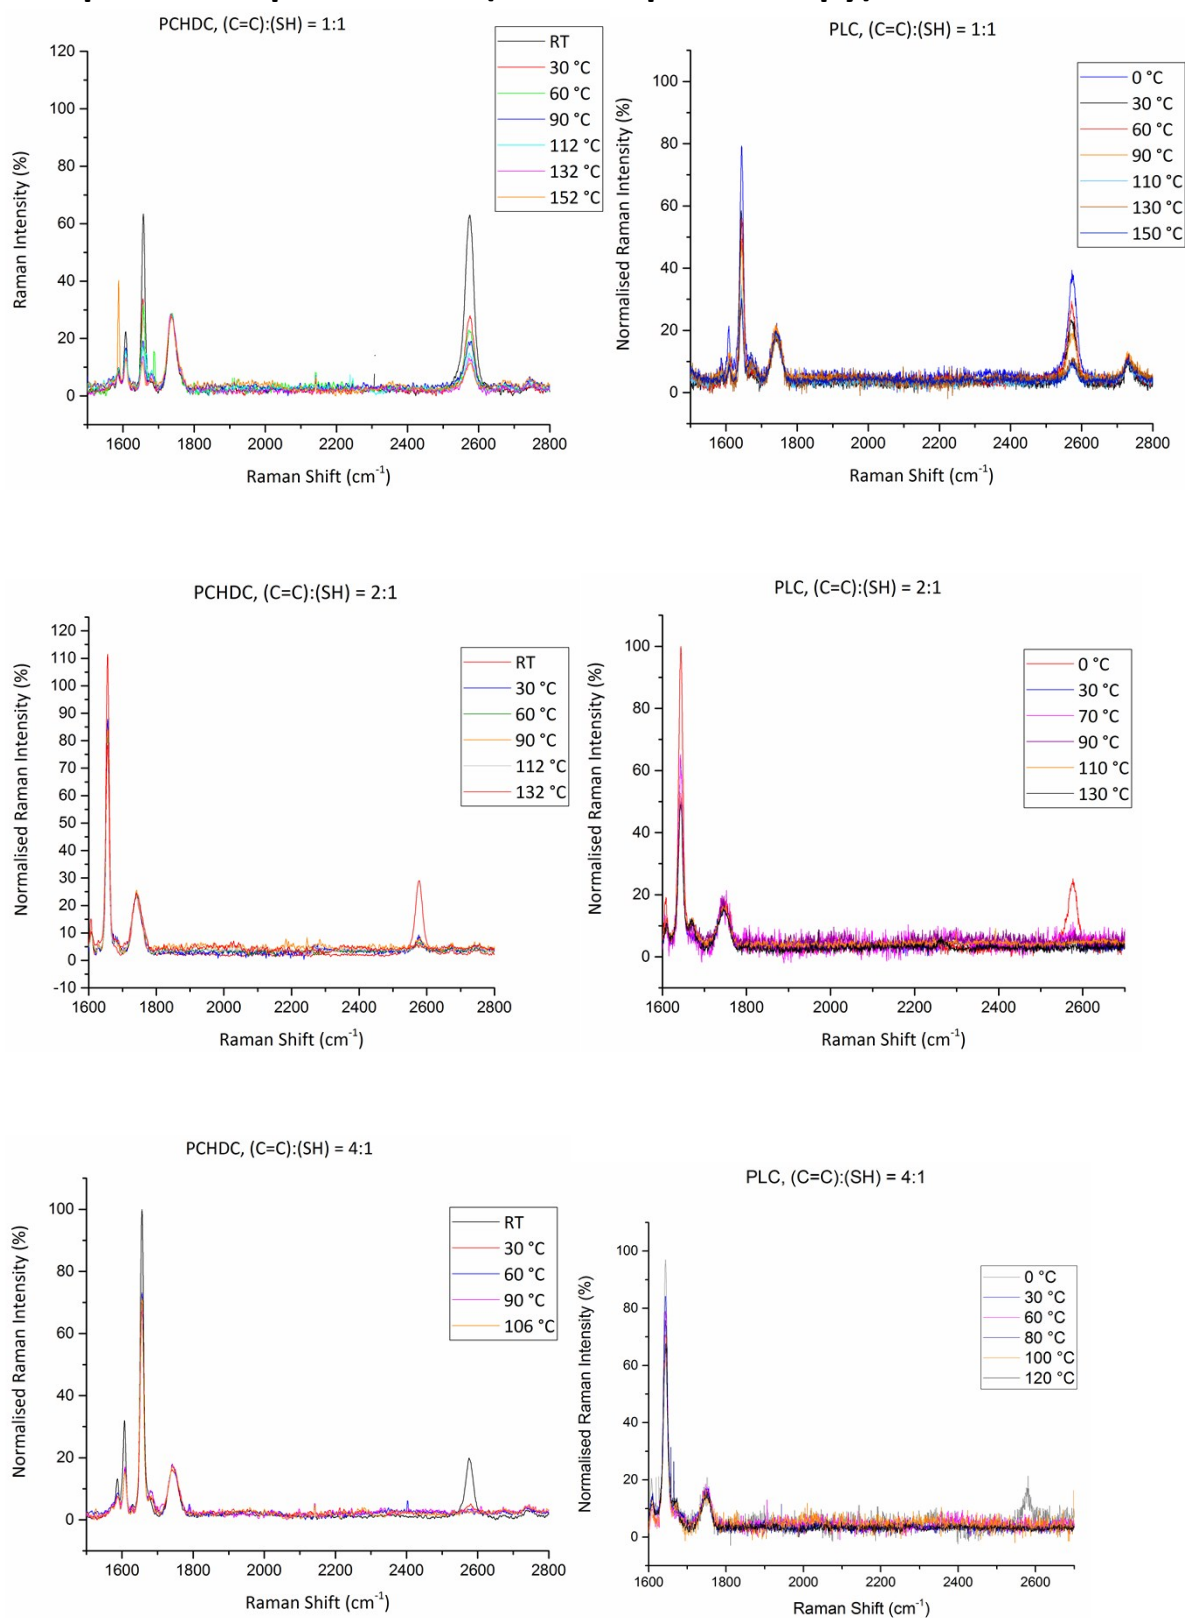 PCHDC, (C=C):(SH) = 1:1
120
100
80
60
40
20
0
Raman Intensity (%)
RT
30 °C
60 °C
90 °C
112 °C
132 °C
152 °C
1600 1800 2000 2200 2400 2600 2800
Raman Shift (cm-1)
PLC, (C=C):(SH) = 1:1
100
80
60
40
20
0
Normalised Raman Intensity (%)
0 °C
30 °C
60 °C
90 °C
110 °C
130 °C
150 °C
1600 1800 2000 2200 2400 2600 2800
Raman Shift (cm-1)
PCHDC, (C=C):(SH) = 2:1
120
110
100
90
80
70
60
50
40
30
20
10
0
-10
Normalised Raman Intensity (%)
RT
30 °C
60 °C
90 °C
112 °C
132 °C
1600 1800 2000 2200 2400 2600 2800
Raman Shift (cm-1)
PLC, (C=C):(SH) = 2:1
100
80
60
40
20
0
Normalised Raman Intensity (%)
0 °C
30 °C
70 °C
90 °C
110 °C
130 °C
1600 1800 2000 2200 2400 2600
Raman Shift (cm-1)
PCHDC, (C=C):(SH) = 4:1
100
80
60
40
20
0
Normalised Raman Intensity (%)
RT
30 °C
60 °C
90 °C
106 °C
1600 1800 2000 2200 2400 2600 2800
Raman Shift (cm-1)
PLC, (C=C):(SH) = 4:1
100
80
60
40
20
0
Normalised Raman Intensity (%)
0 °C
30 °C
60 °C
80 °C
100 °C
120 °C
1600 1800 2000 2200 2400 2600
Raman Shift (cm-1)